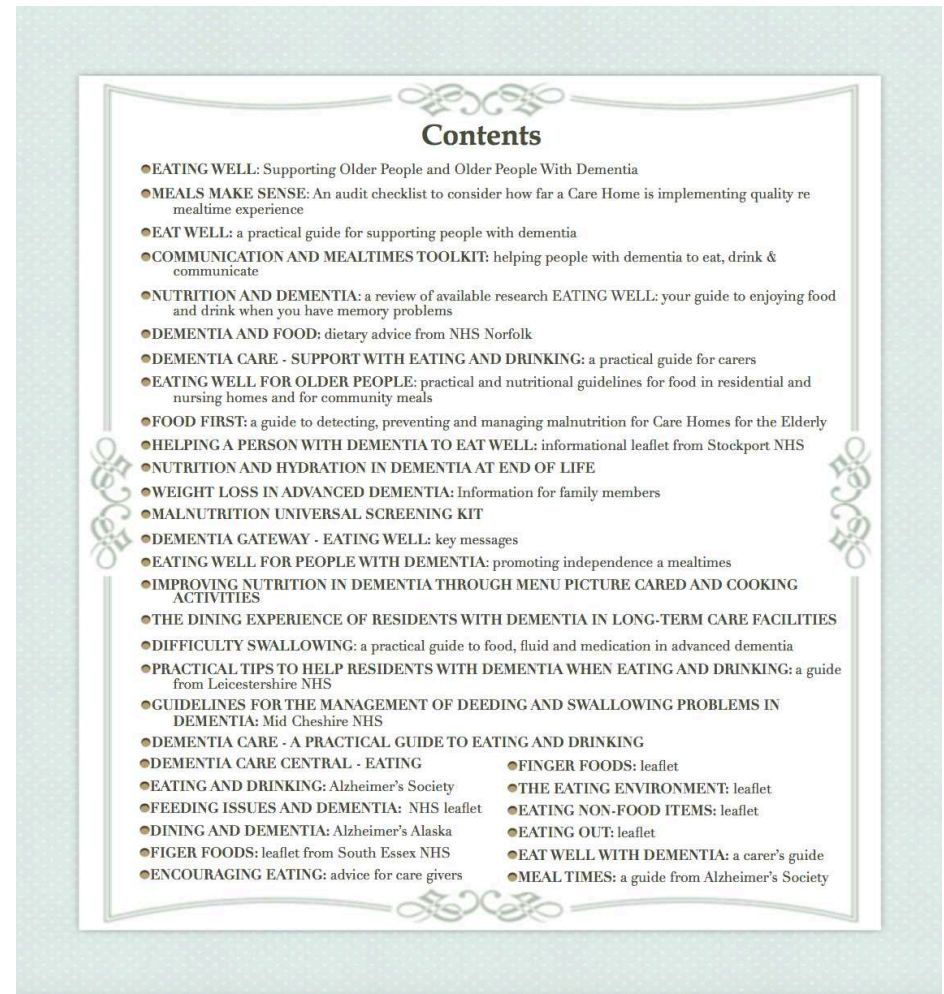 Contents
EATING WELL: Supporting Older People and Older People With Dementia
MEALS MAKE SENSE: An audit checklist to consider how far a Care Home is implementing quality re
mealtime experience
EAT WELL: a practical guide for supporting people with dementia
COMMUNICATION AND MEALTIMES TOOLKIT: helping people with dementia to eat, drink &
communicate
NUTRITION AND DEMENTIA: a review of available research EATING WELL: your guide to enjoying food
and drink when you have memory problems
DEMENTIA AND FOOD: dietary advice from NHS Norfolk
DEMENTIA CARE - SUPPORT WITH EATING AND DRINKING: a practical guide for carers
EATING WELL FOR OLDER PEOPLE: practical and nutritional guidelines for food in residential and
nursing homes and for community meals
FOOD FIRST: a guide to detecting, preventing and managing malnutrition for Care Homes for the Elderly
HELPING A PERSON WITH DEMENTIA TO EAT WELL: informational leaflet from Stockport NHS
NUTRITION AND HYDRATION IN DEMENTIA AT END OF LIFE
WEIGHT LOSS IN ADVANCED DEMENTIA: Information for family members
MALNUTRITION UNIVERSAL SCREENING KIT
DEMENTIA GATEWAY - EATING WELL: key messages
EATING WELL FOR PEOPLE WITH DEMENTIA: promoting independence a mealtimes
IMPROVING NUTRITION IN DEMENTIA THROUGH MENU PICTURE CARED AND COOKING
ACTIVITIES
THE DINING EXPERIENCE OF RESIDENTS WITH DEMENTIA IN LONG-TERM CARE FACILITIES
DIFFICULTY SWALLOWING: a practical guide to food, fluid and medication in advanced dementia
PRACTICAL TIPS TO HELP RESIDENTS WITH DEMENTIA WHEN EATING AND DRINKING: a guide
from Leicestershire NHS
GUIDELINES FOR THE MANAGEMENT OF DEEDING AND SWALLOWING PROBLEMS IN
DEMENTIA: Mid Cheshire NHS
DEMENTIA CARE - A PRACTICAL GUIDE TO EATING AND DRINKING
DEMENTIA CARE CENTRAL - EATING
EATING AND DRINKING: Alzheimer's Society
FEEDING ISSUES AND DEMENTIA: NHS leaflet
DINING AND DEMENTIA: Alzheimer's Alaska
FIGER FOODS: leaflet from South Essex NHS
ENCOURAGING EATING: advice for care givers
FINGER FOODS: leaflet
THE EATING ENVIRONMENT: leaflet
EATING NON-FOOD ITEMS: leaflet
EATING OUT: leaflet
EAT WELL WITH DEMENTIA: a carer's guide
MEAL TIMES: a guide from Alzheimer's Society